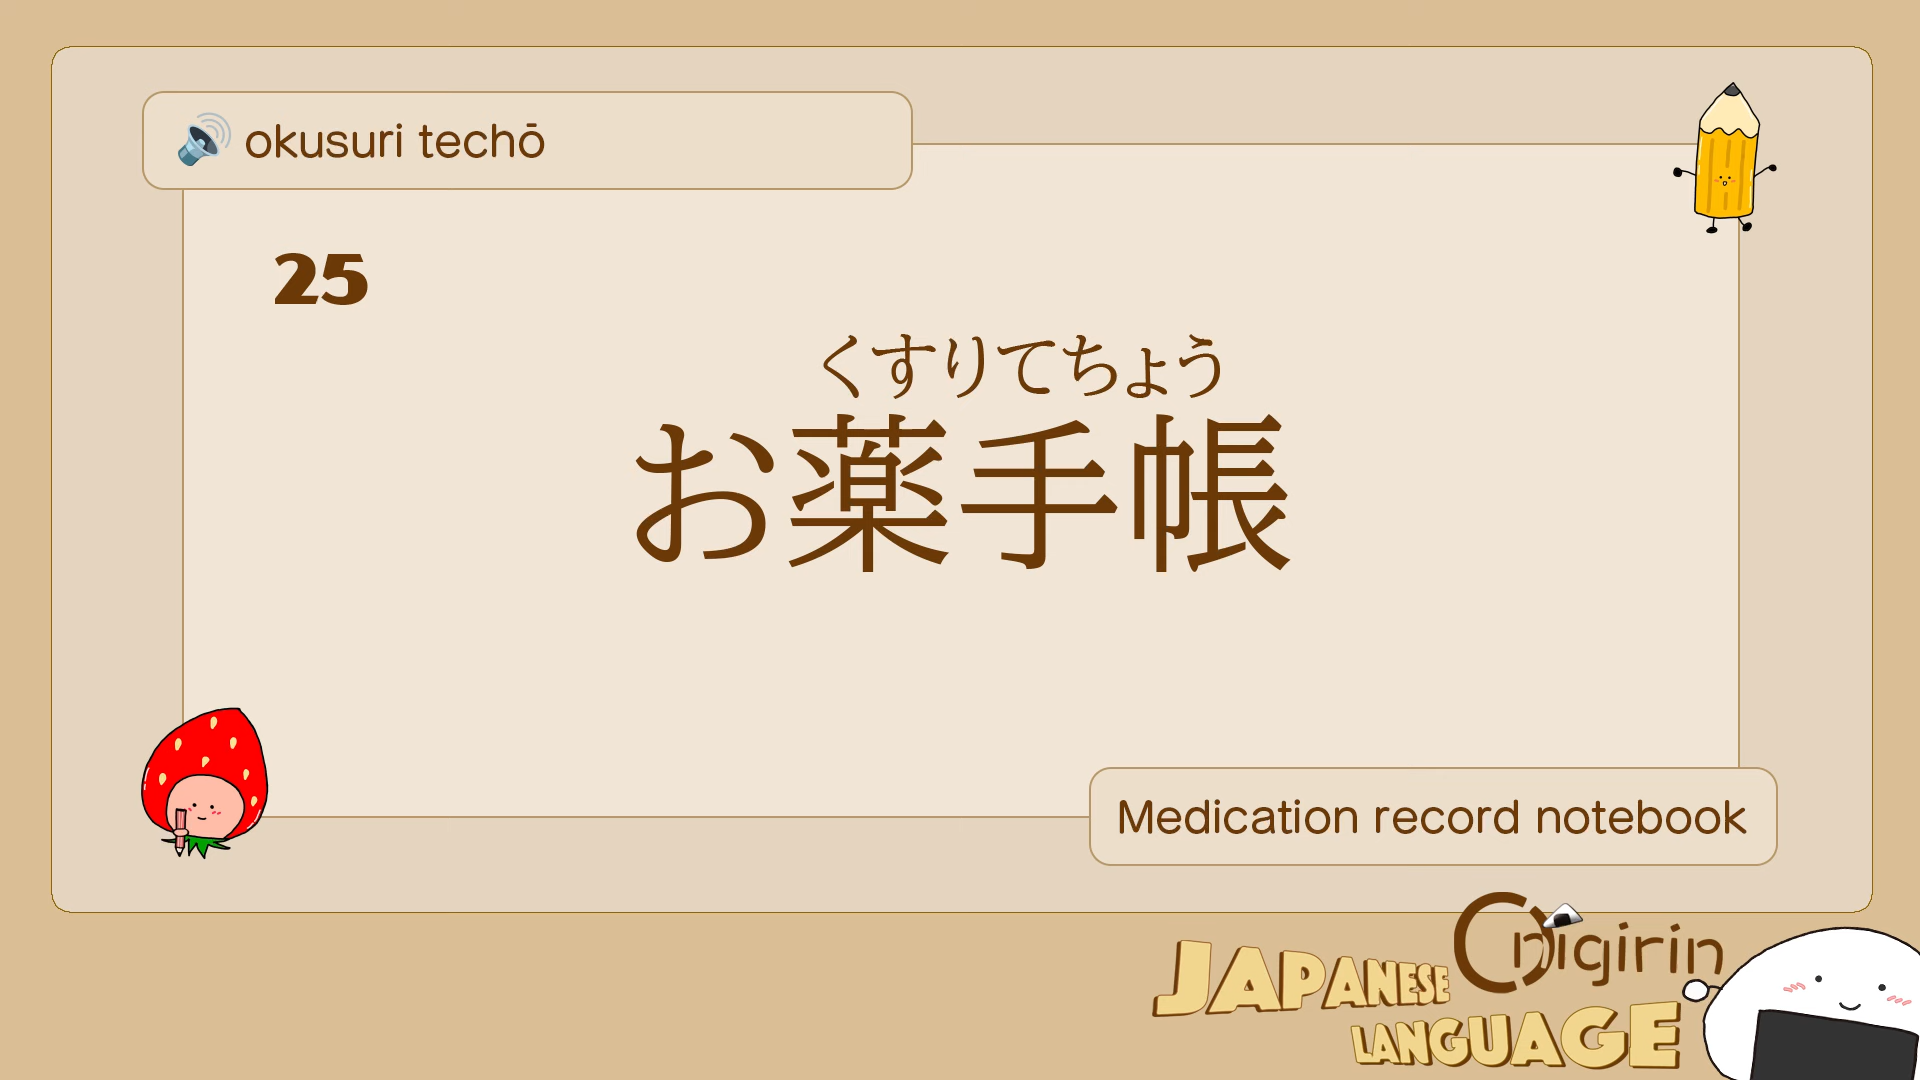 okusuri techō
25
くすりてちょう
お薬手帳
Medication record notebook
Onigirin
JAPANESE
LANGUAGE